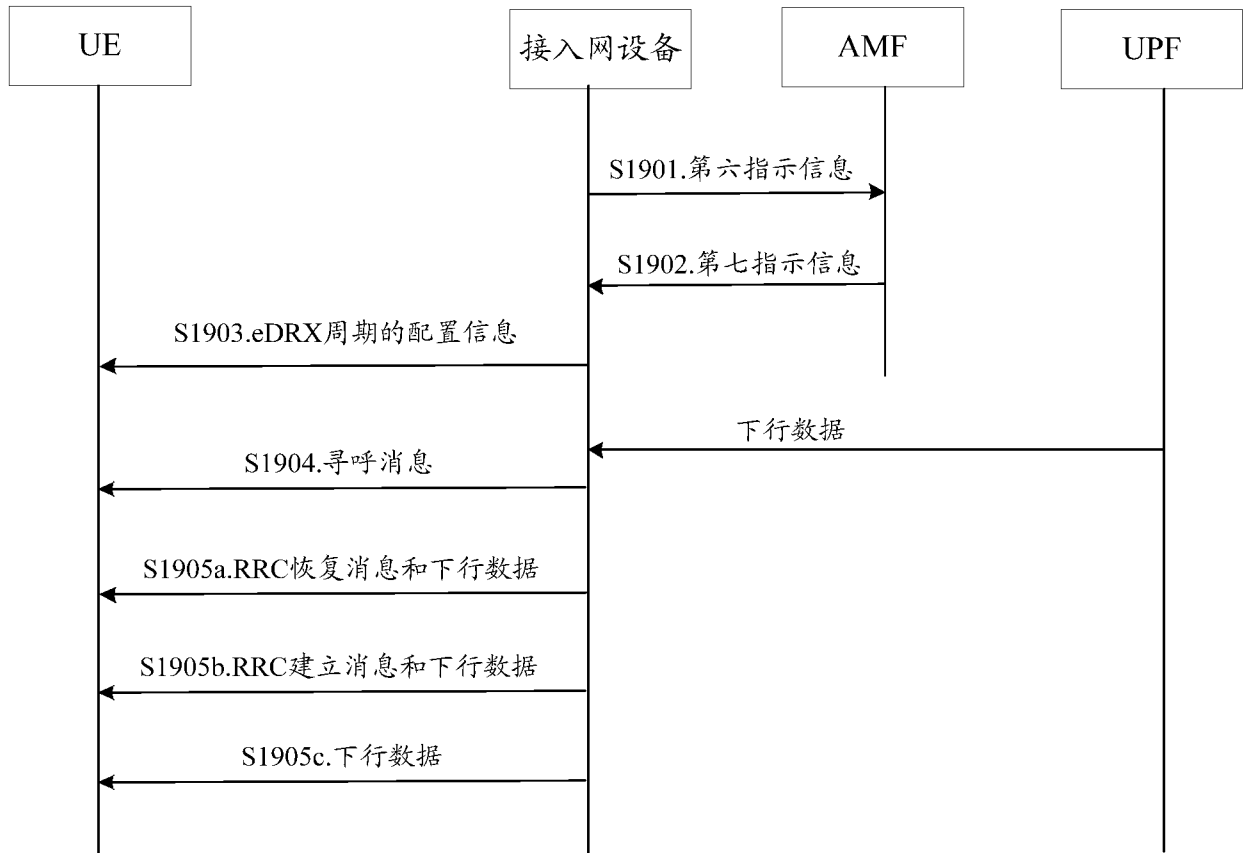 UE
接入网设备
AMF
UPF
S1901.第六指示信息
S1902.第七指示信息
S1903.eDRX周期的配置信息
下行数据
S1904.寻呼消息
S1905a.RRC恢复消息和下行数据
S1905b.RRC建立消息和下行数据
S1905c.下行数据